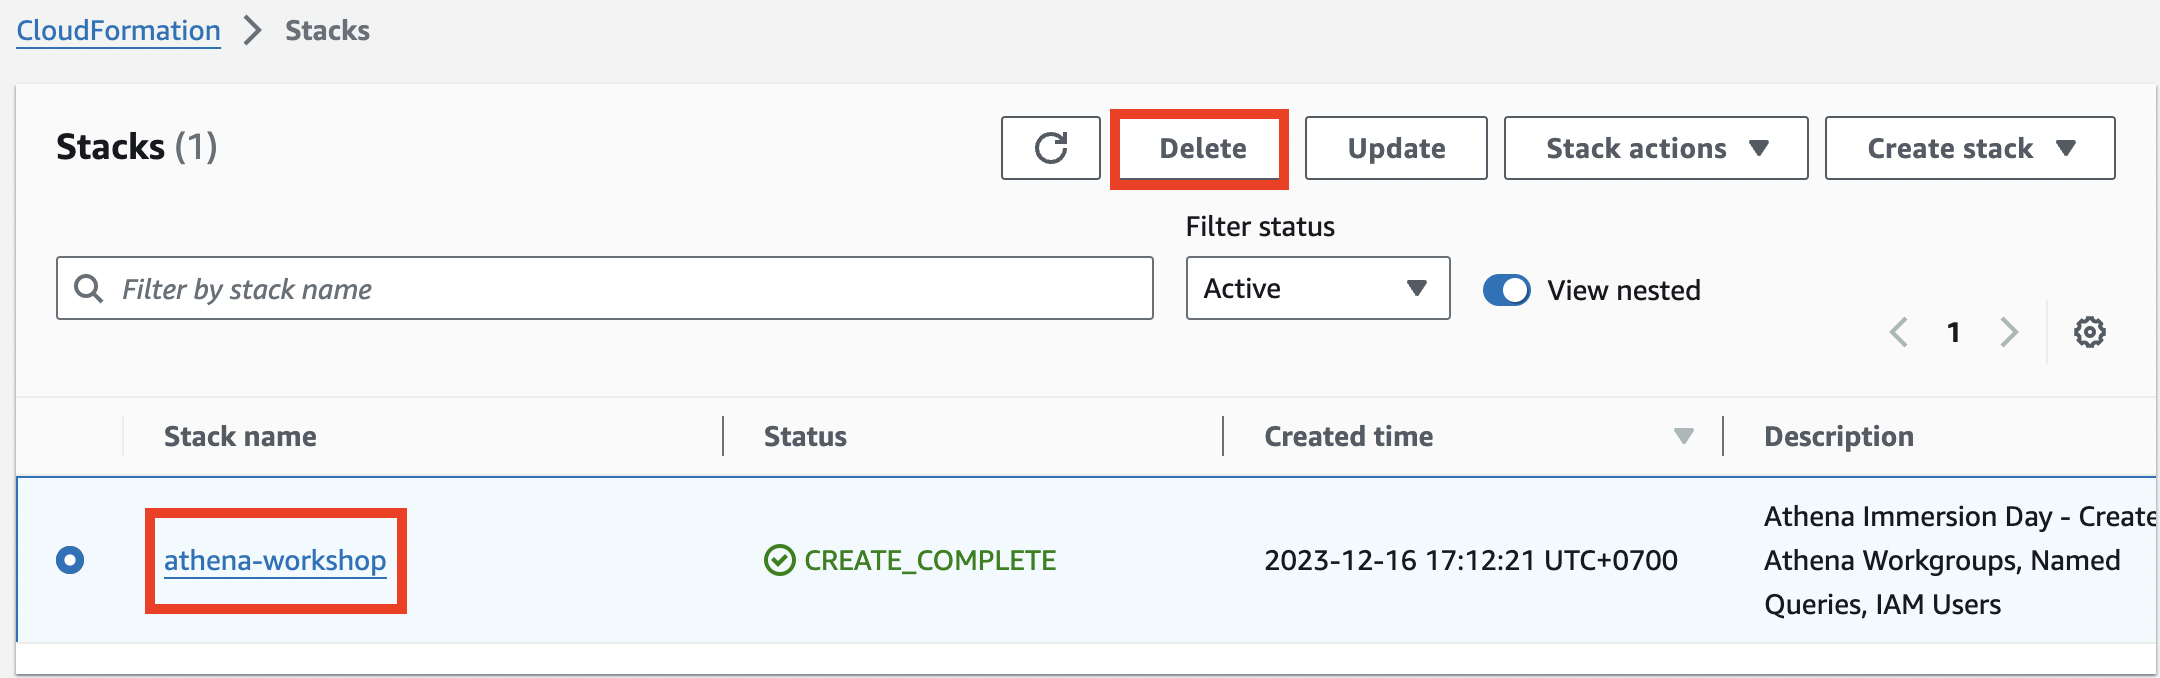 CloudFormation > Stacks
Stacks (1)
Delete
Update
Stack actions
Create stack
Filter status
Filter by stack name
Active
View nested
1
Stack name
Status
Created time
Description
athena-workshop
CREATE_COMPLETE
2023-12-16 17:12:21 UTC+0700
Athena Immersion Day - Create
Athena Workgroups, Named
Queries, IAM Users